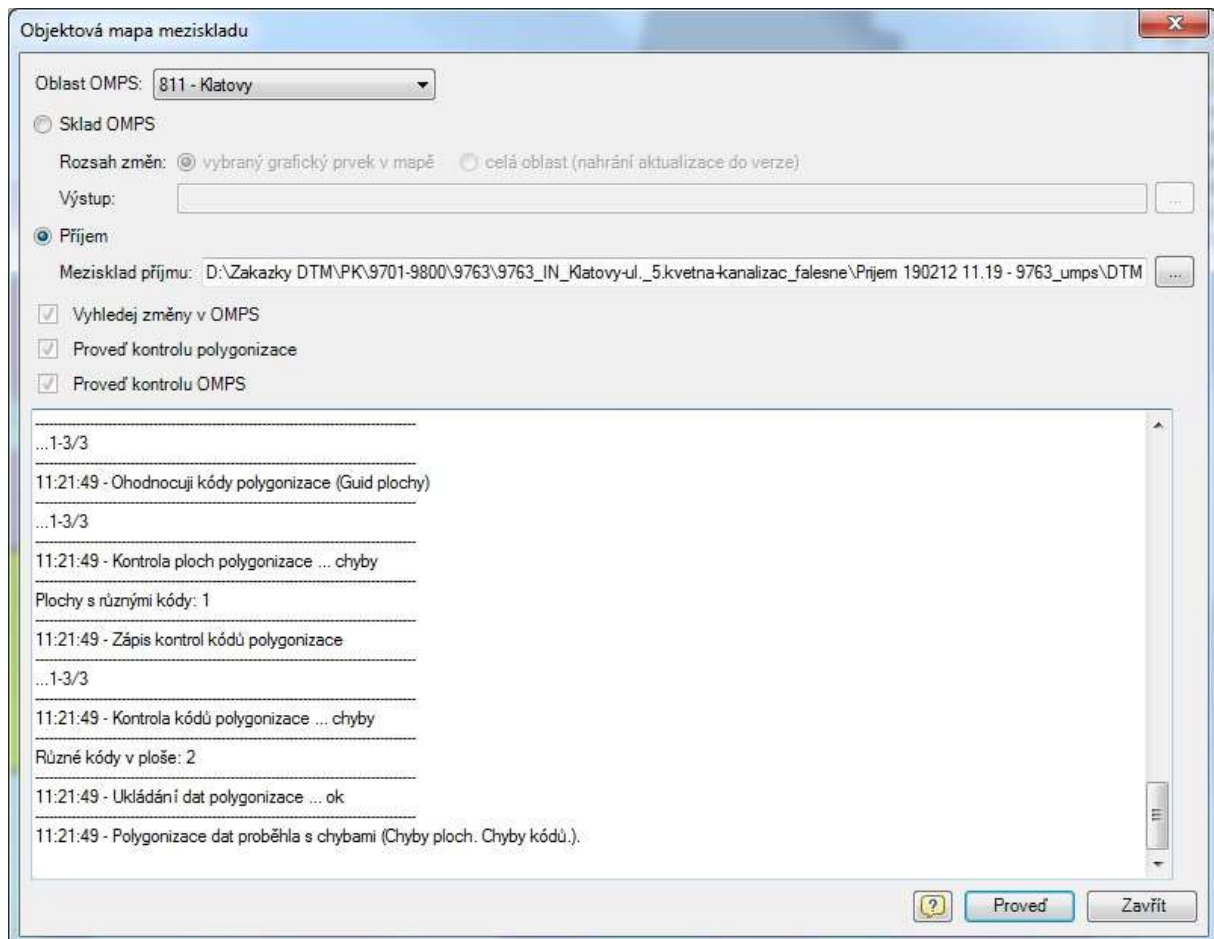 Objektová mapa meziskladu
Oblast OMPS: 811 - Klatovy
Sklad OMPS
Rozsah změn: vybraný grafický prvek v mapě celá oblast (nahrání aktualizace do verze)
Výstup: ...
Příjem
Mezisklad příjmu: D:\Zakazky DTM\PK\9701-9800\9763\9763_IN_Klatovy-ul._5.kvetna-kanalizac_falesne\Prijem 190212 11.19 - 9763_umps\DTM ...
Vyhledej změny v OMPS
Proveď kontrolu polygonizace
Proveď kontrolu OMPS
...1-3/3
11:21:49 - Ohodnocuji kódy polygonizace (Guid plochy)
...1-3/3
11:21:49 - Kontrola ploch polygonizace ... chyby
Plochy s různými kódy: 1
11:21:49 - Zápis kontrol kódů polygonizace
...1-3/3
11:21:49 - Kontrola kódů polygonizace ... chyby
Různé kódy v ploše: 2
11:21:49 - Ukládání dat polygonizace ... ok
11:21:49 - Polygonizace dat proběhla s chybami (Chyby ploch. Chyby kódů.).
? Proveď Zavřít